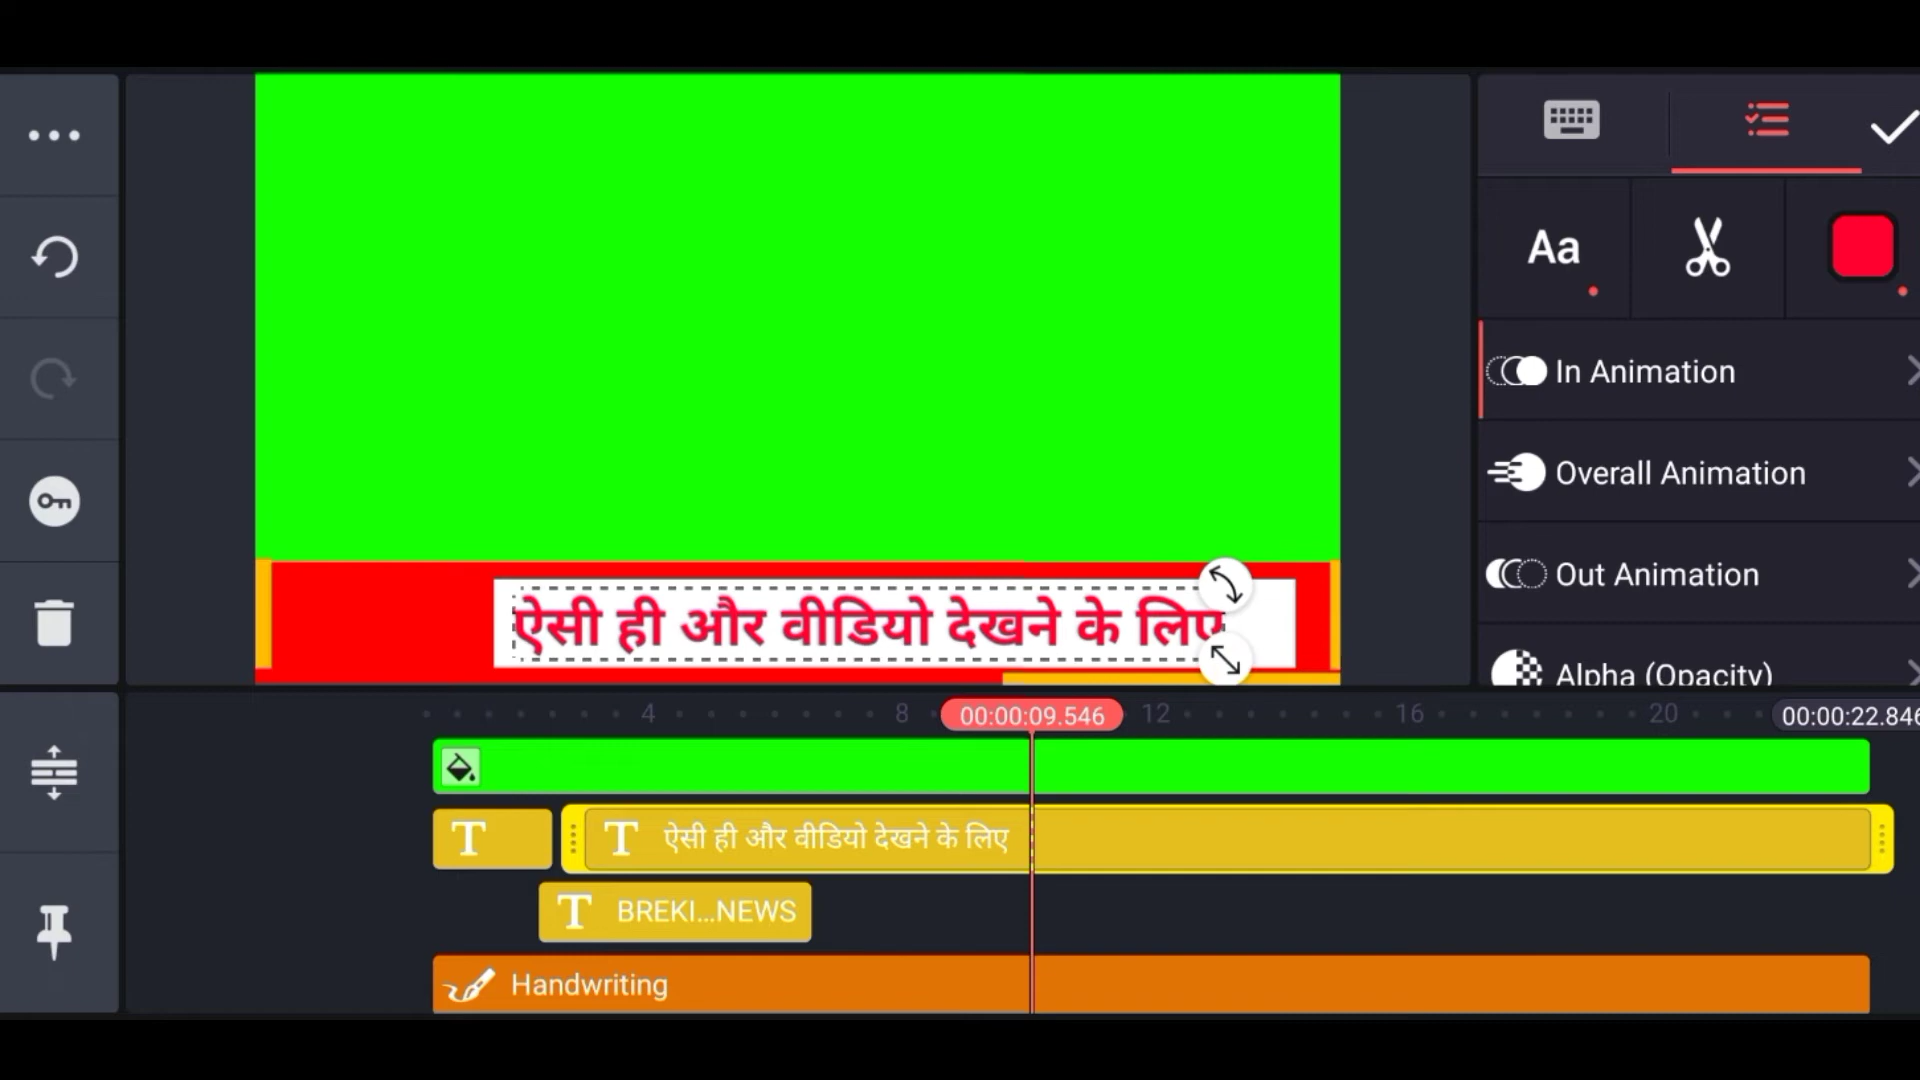 Aa
In Animation
Overall Animation
Out Animation
Alpha (Opacity)
ऐसी ही और वीडियो देखने के लिए
4 8 00:00:09.546 12 16 20 00:00:22.846
T
T ऐसी ही और वीडियो देखने के लिए
T BREKI...NEWS
Handwriting